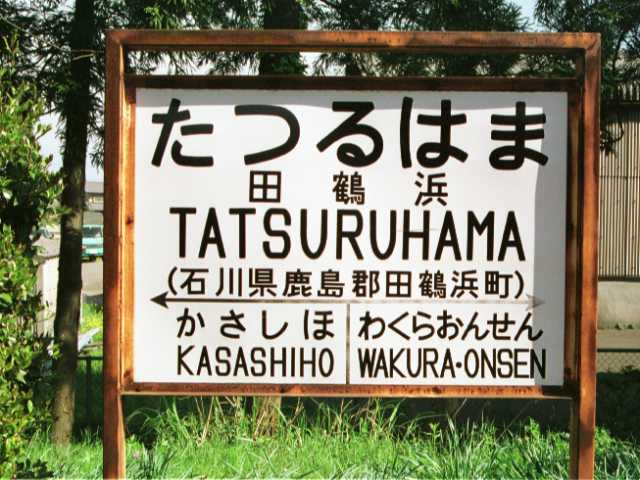 たつるはま
田鶴浜
TATSURUHAMA
(石川県鹿島郡田鶴浜町)
かさしほ わくらおんせん
KASASHIHO WAKURA・ONSEN